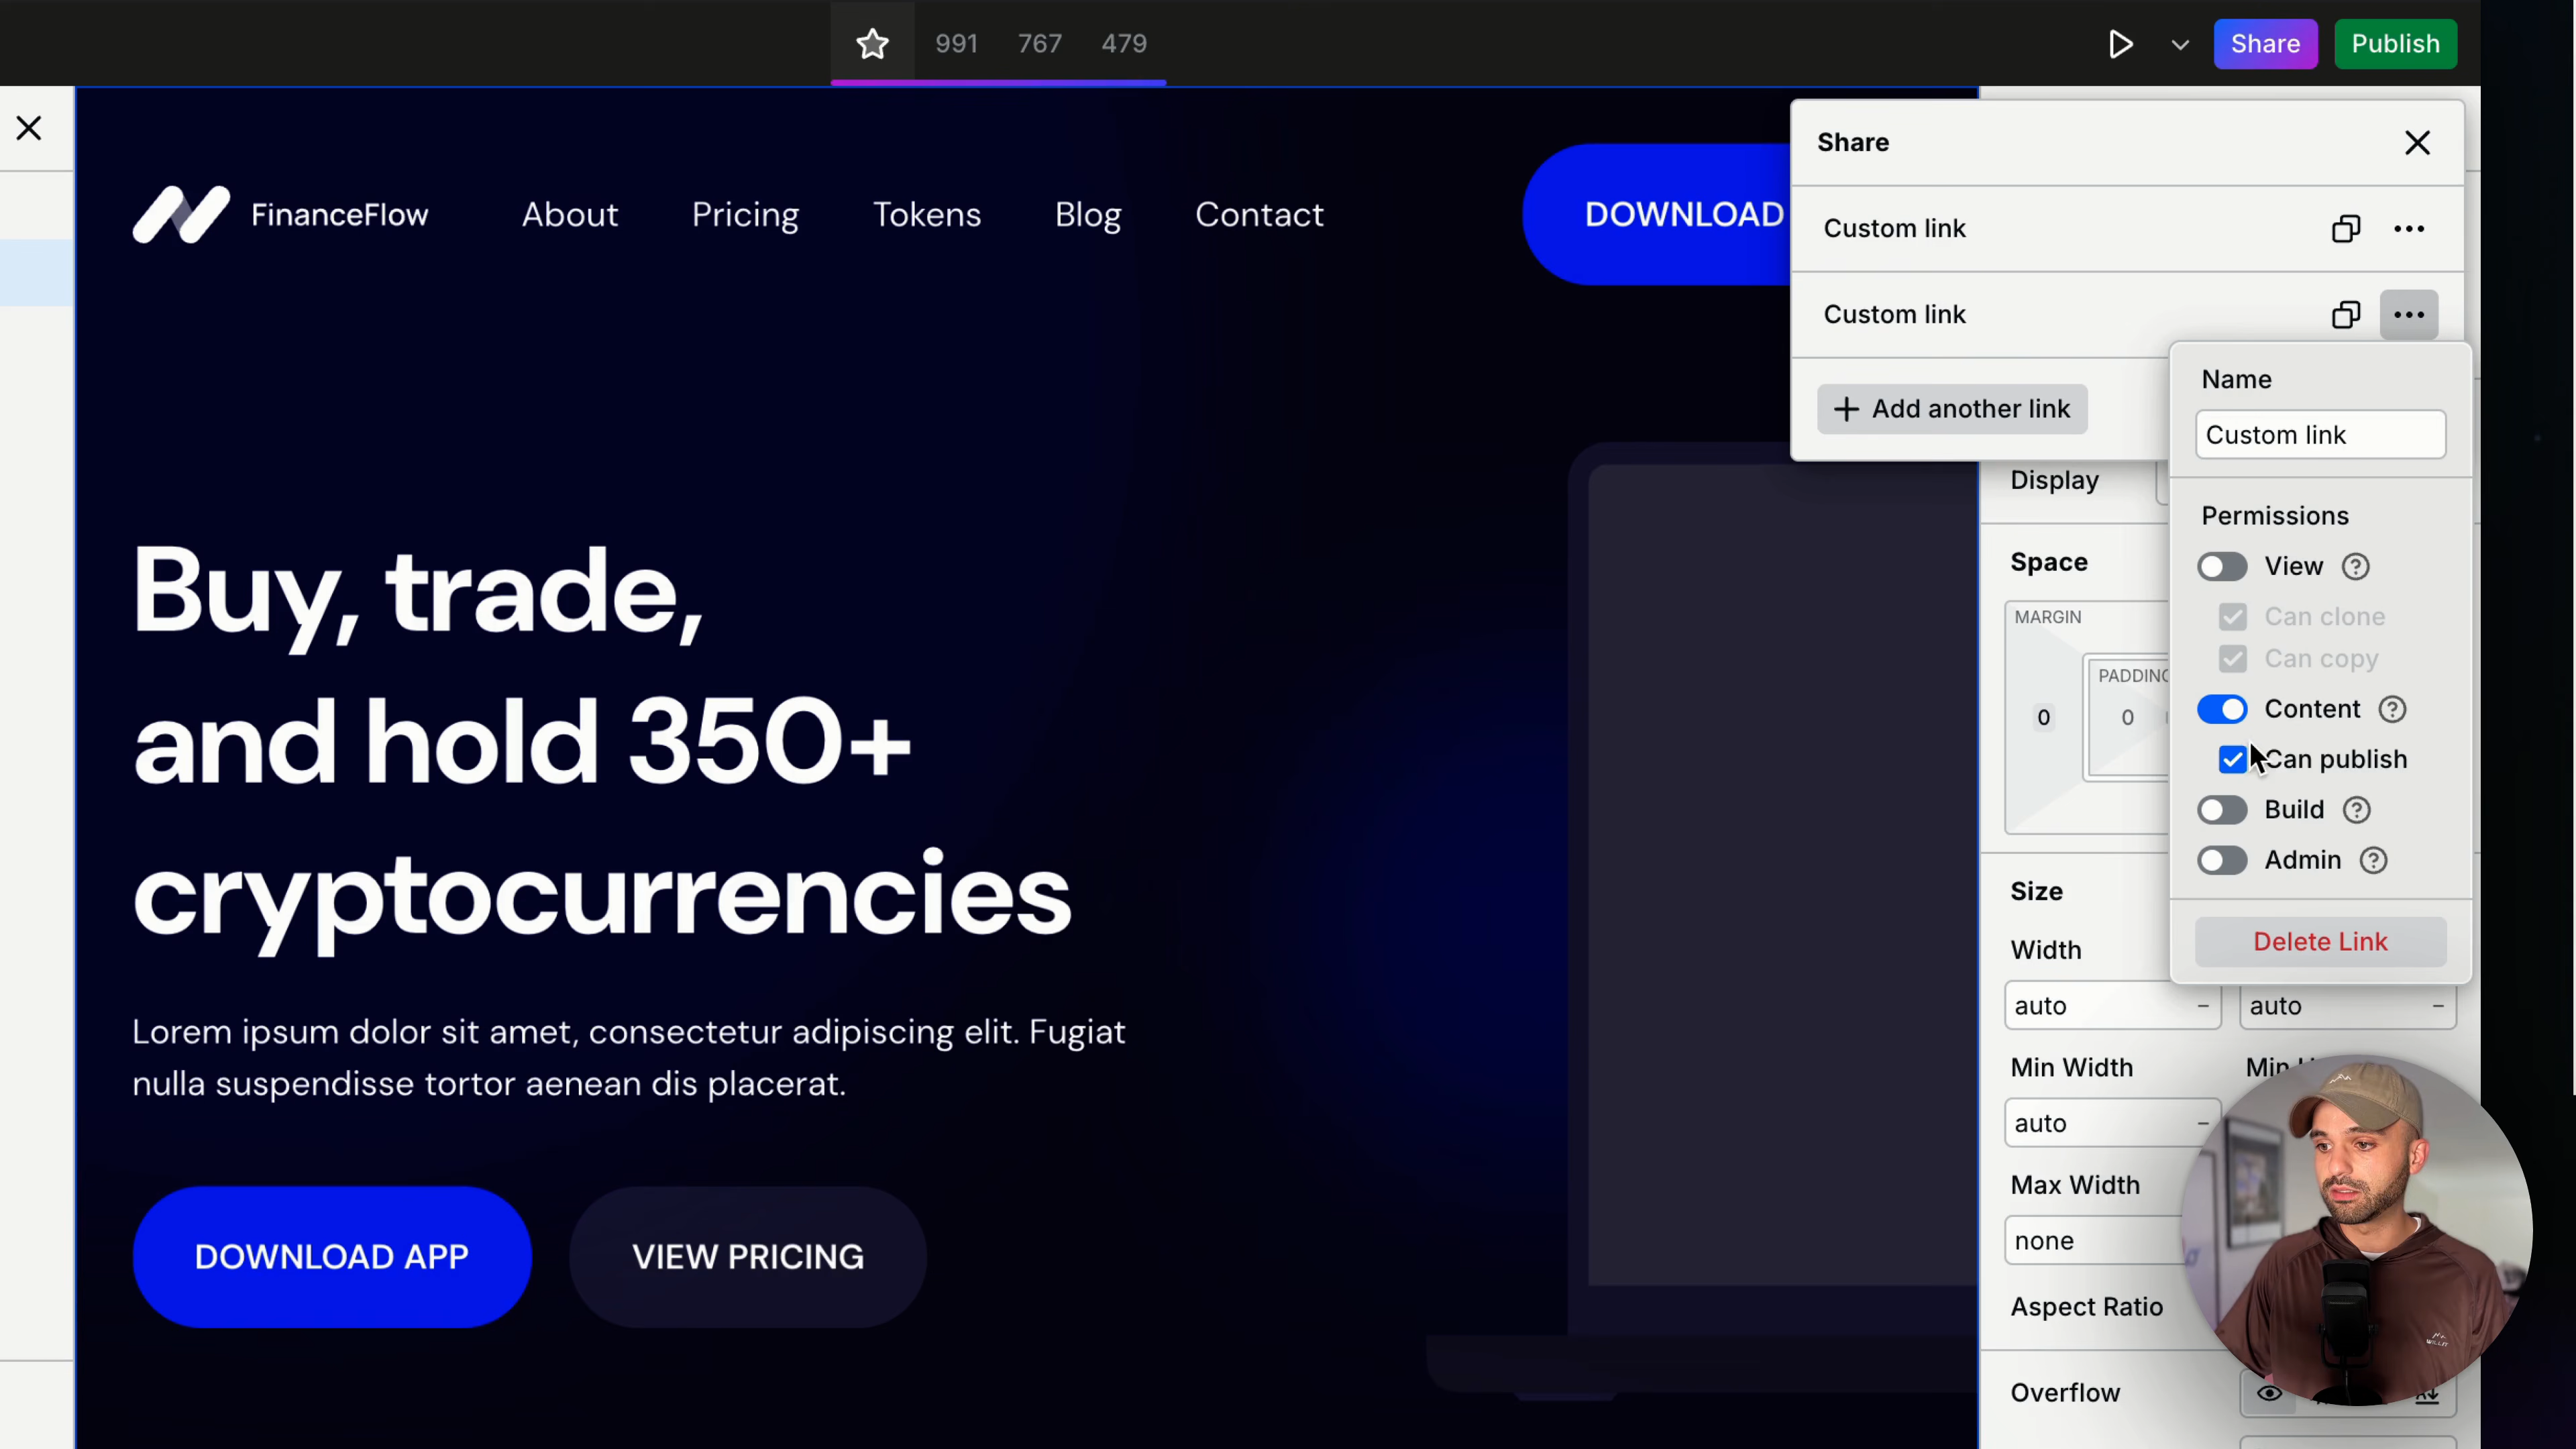 991 767 479
Share Publish
FinanceFlow About Pricing Tokens Blog Contact DOWNLOAD
Buy, trade,
and hold 350+
cryptocurrencies
Lorem ipsum dolor sit amet, consectetur adipiscing elit. Fugiat
nulla suspendisse tortor aenean dis placerat.
DOWNLOAD APP VIEW PRICING
Share
Custom link
Custom link
Add another link
Name
Custom link
Permissions
View
Can clone
Can copy
Content
Can publish
Build
Admin
Delete Link
Display
Space
MARGIN
PADDING
0 0
Size
Width
auto - auto -
Min Width
auto -
Max Width
none
Aspect Ratio
Overflow